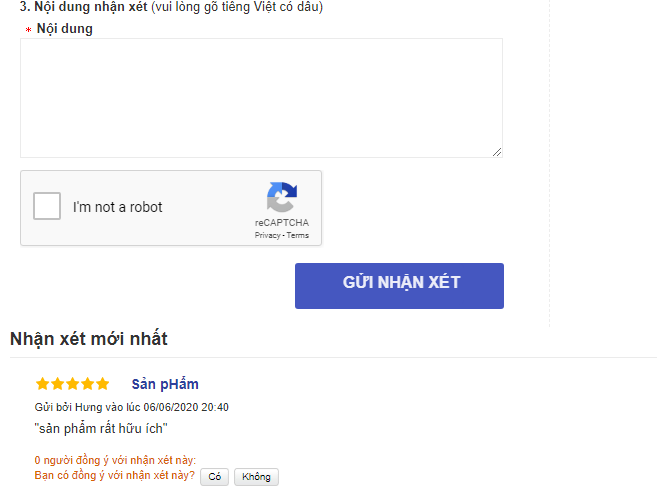 3. Nội dung nhận xét (vui lòng gõ tiếng Việt có dấu)
* Nội dung
I'm not a robot
reCAPTCHA
Privacy - Terms
GỬI NHẬN XÉT
Nhận xét mới nhất
Sản pHẩm
Gửi bởi Hưng vào lúc 06/06/2020 20:40
"sản phẩm rất hữu ích"
0 người đồng ý với nhận xét này:
Bạn có đồng ý với nhận xét này? Có Không